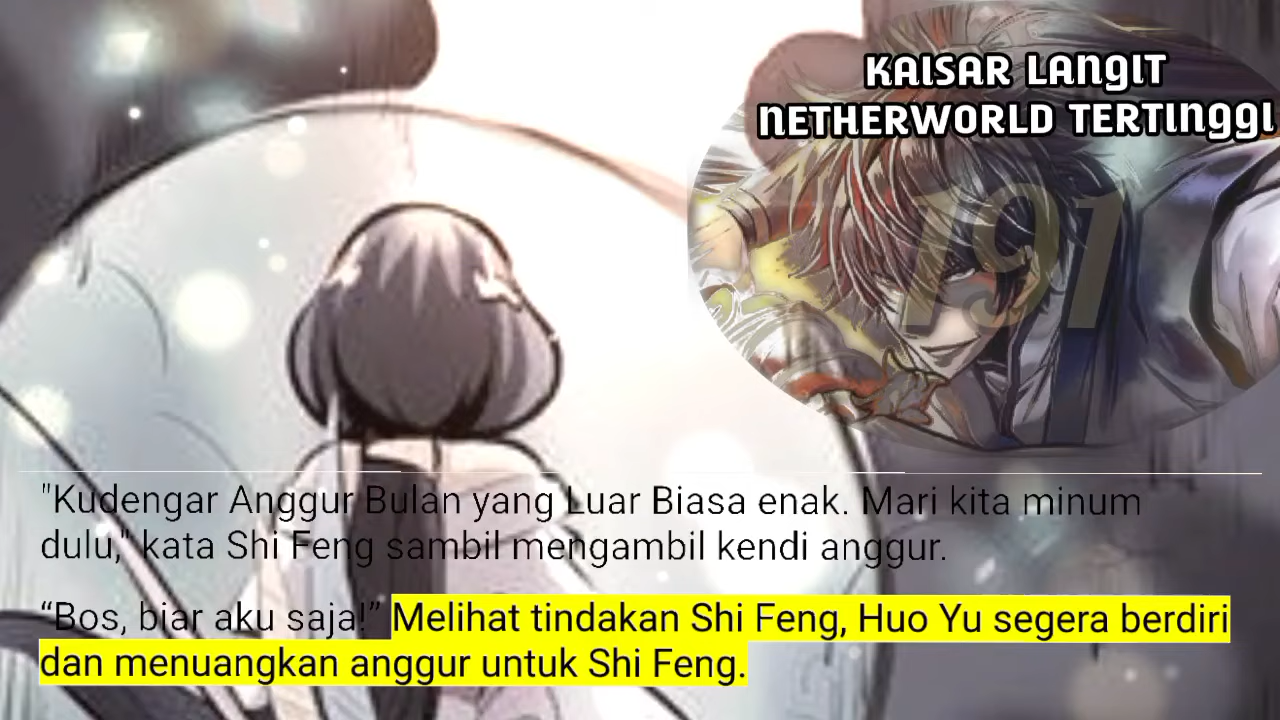 KAISAR LANGIT
NETHERWORLD TERTINGGI
191
"Kudengar Anggur Bulan yang Luar Biasa enak. Mari kita minum
dulu," kata Shi Feng sambil mengambil kendi anggur.
“Bos, biar aku saja!” Melihat tindakan Shi Feng, Huo Yu segera berdiri
dan menuangkan anggur untuk Shi Feng.